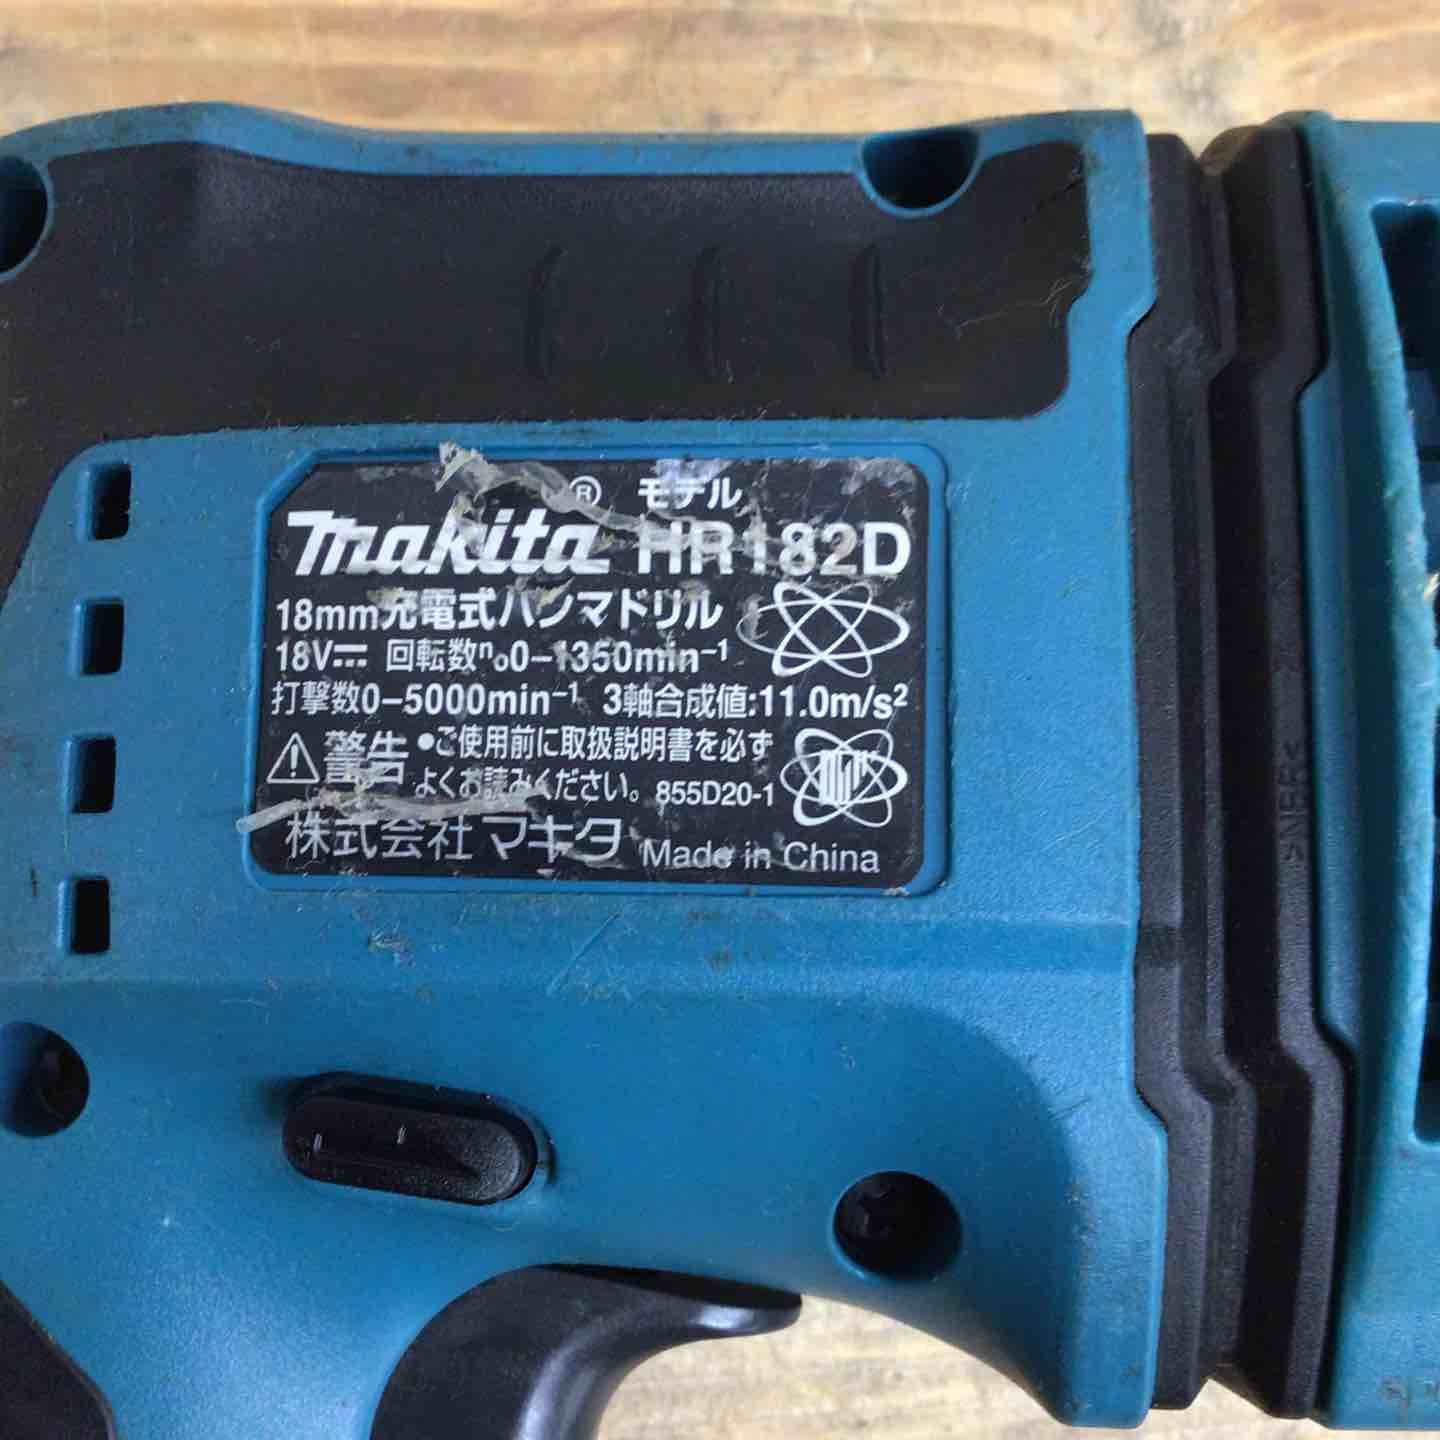 ® モデル
makita HR182D
18mm充電式ハンマドリル
18V⎓ 回転数n₀0−1350min⁻¹
打撃数0−5000min⁻¹ 3軸合成値:11.0m/s²
⚠警告 ●ご使用前に取扱説明書を必ず
よくお読みください。 855D20-1
株式会社マキタ Made in China